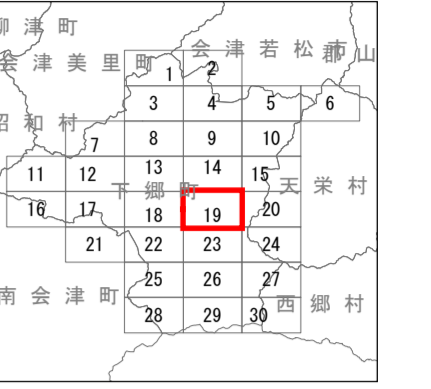 柳津町
会津若松市
郡山
会津美里町
1 2
3 4 5 6
昭和村
7 8 9 10
11 12 13 14 15
天栄村
下郷町
16 17 18 19 20
21 22 23 24
南会津町
25 26 27
西郷村
28 29 30